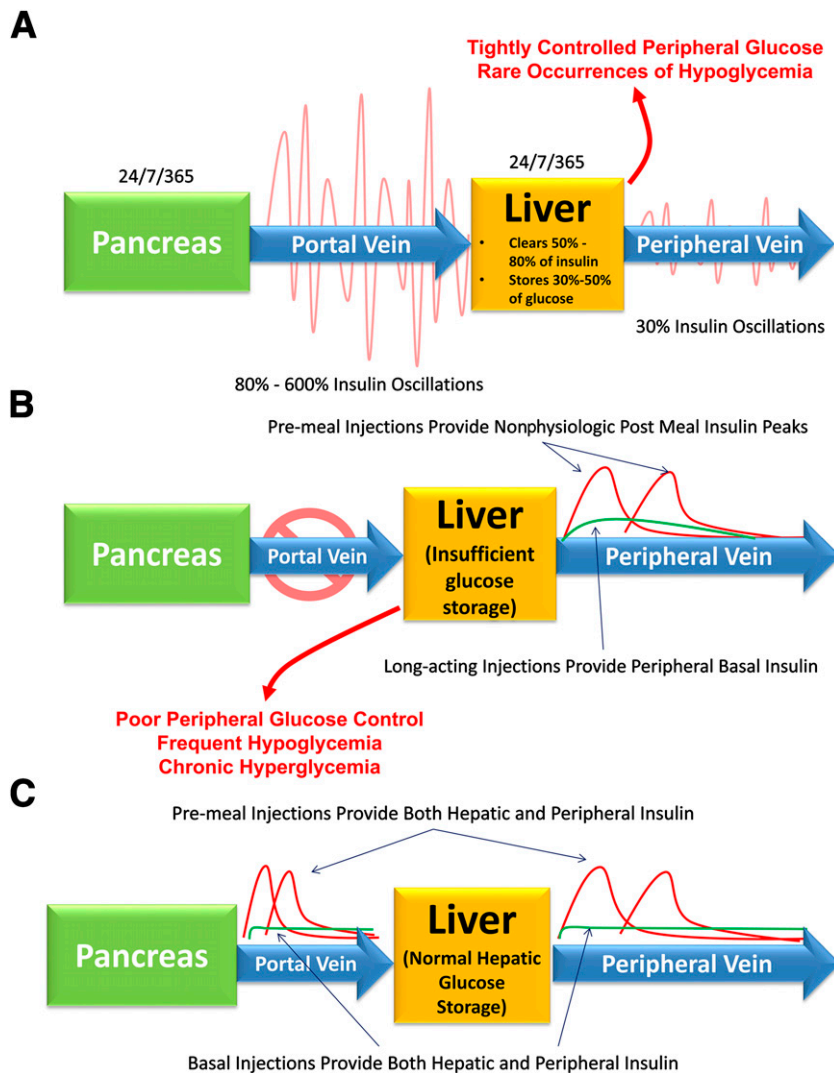 A
Tightly Controlled Peripheral Glucose
Rare Occurrences of Hypoglycemia
24/7/365
24/7/365
Pancreas
Portal Vein
Liver
• Clears 50% -
80% of insulin
• Stores 30%-50%
of glucose
Peripheral Vein
30% Insulin Oscillations
80% - 600% Insulin Oscillations
B
Pre-meal Injections Provide Nonphysiologic Post Meal Insulin Peaks
Pancreas
Portal Vein
Liver
(Insufficient
glucose
storage)
Peripheral Vein
Long-acting Injections Provide Peripheral Basal Insulin
Poor Peripheral Glucose Control
Frequent Hypoglycemia
Chronic Hyperglycemia
C
Pre-meal Injections Provide Both Hepatic and Peripheral Insulin
Pancreas
Portal Vein
Liver
(Normal Hepatic
Glucose
Storage)
Peripheral Vein
Basal Injections Provide Both Hepatic and Peripheral Insulin